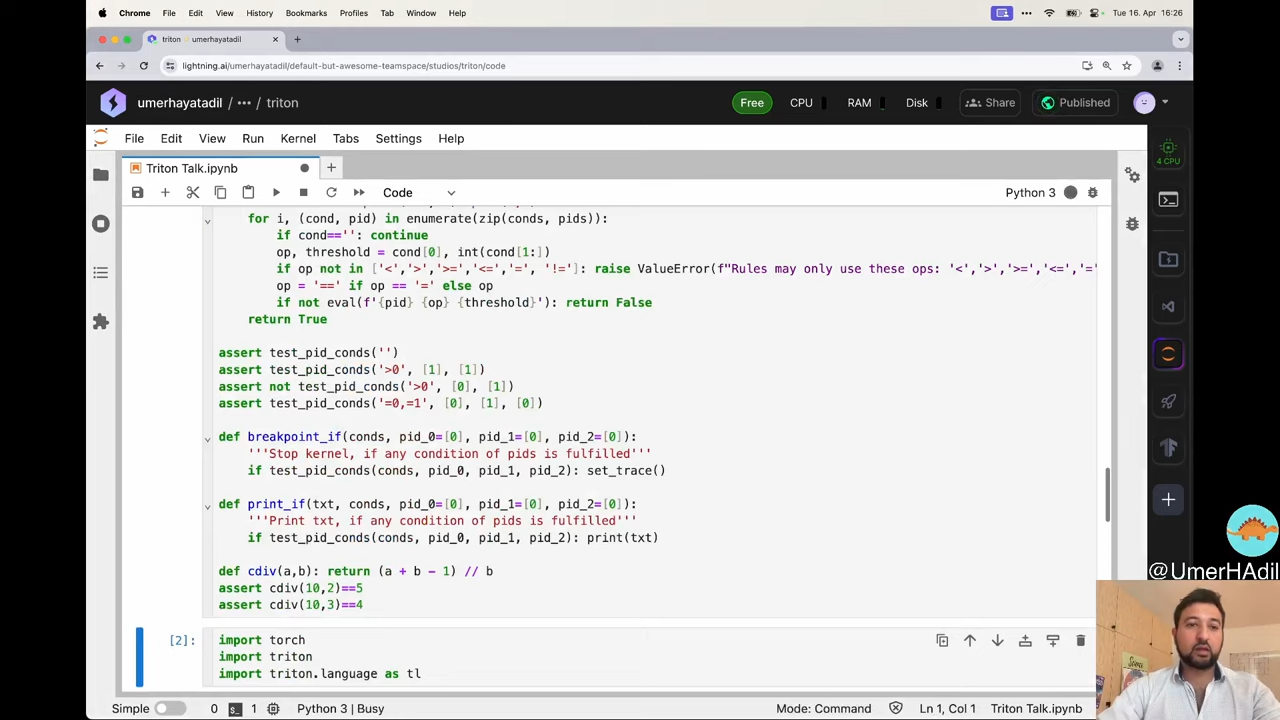 Chrome File Edit View History Bookmarks Profiles Tab Window Help Tue 16. Apr 16:26
triton umerhayatadil
lightning.ai/umerhayatadil/default-but-awesome-teamspace/studios/triton/code
umerhayatadil / ••• / triton Free CPU RAM Disk Share Published
File Edit View Run Kernel Tabs Settings Help
4 CPU
Triton Talk.ipynb
Code Python 3
for i, (cond, pid) in enumerate(zip(conds, pids)):
if cond=='': continue
op, threshold = cond[0], int(cond[1:])
if op not in ['<','>','>=','<=','=', '!=']: raise ValueError(f"Rules may only use these ops: '<','>','>=','<=','='
op = '==' if op == '=' else op
if not eval(f'{pid} {op} {threshold}'): return False
return True
assert test_pid_conds('')
assert test_pid_conds('>0', [1], [1])
assert not test_pid_conds('>0', [0], [1])
assert test_pid_conds('=0,=1', [0], [1], [0])
def breakpoint_if(conds, pid_0=[0], pid_1=[0], pid_2=[0]):
'''Stop kernel, if any condition of pids is fulfilled'''
if test_pid_conds(conds, pid_0, pid_1, pid_2): set_trace()
def print_if(txt, conds, pid_0=[0], pid_1=[0], pid_2=[0]):
'''Print txt, if any condition of pids is fulfilled'''
if test_pid_conds(conds, pid_0, pid_1, pid_2): print(txt)
def cdiv(a,b): return (a + b - 1) // b
assert cdiv(10,2)==5
assert cdiv(10,3)==4
[2]: import torch
import triton
import triton.language as tl
@UmerHAdil
Simple 0 1 Python 3 | Busy Mode: Command Ln 1, Col 1 Triton Talk.ipynb